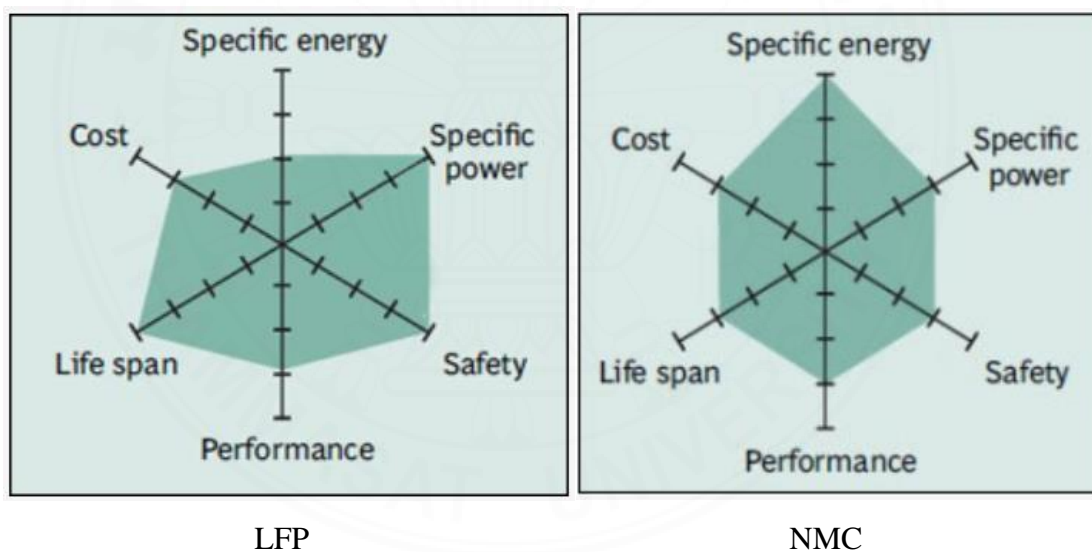 Specific energy
Cost
Specific
power
Life span
Safety
Performance
Specific energy
Cost
Specific
power
Life span
Safety
Performance
LFP
NMC